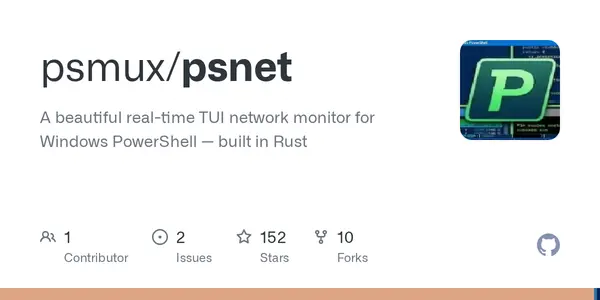 psmux/psnet
A beautiful real-time TUI network monitor for
Windows PowerShell — built in Rust
P
1
Contributor
2
Issues
152
Stars
10
Forks